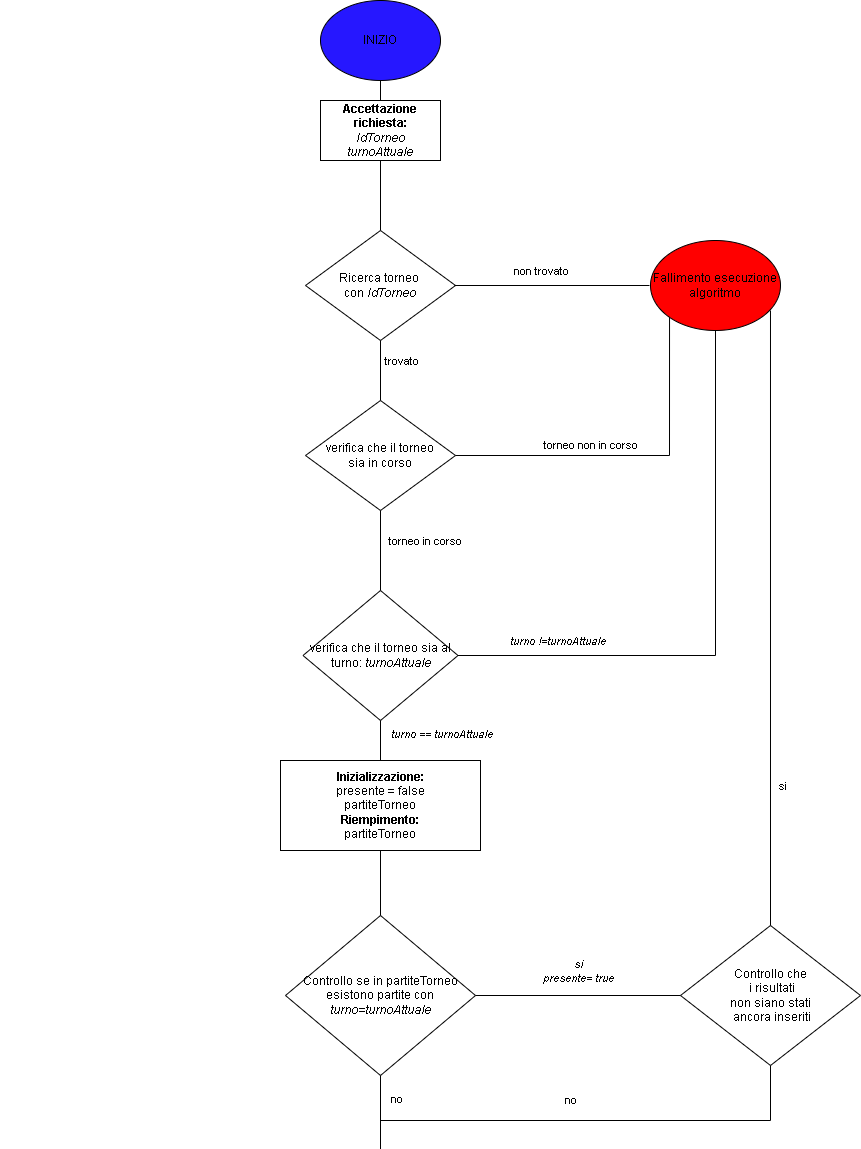 INIZIO
Accettazione
richiesta:
IdTorneo
turnoAttuale
Ricerca torneo
con IdTorneo
non trovato
Fallimento esecuzione
algoritmo
trovato
verifica che il torneo
sia in corso
torneo non in corso
torneo in corso
verifica che il torneo sia al
turno: turnoAttuale
turno !=turnoAttuale
turno == turnoAttuale
Inizializzazione:
presente = false
partiteTorneo
Riempimento:
partiteTorneo
si
Controllo se in partiteTorneo
esistono partite con
turno=turnoAttuale
si
presente= true
Controllo che
i risultati
non siano stati
ancora inseriti
no
no